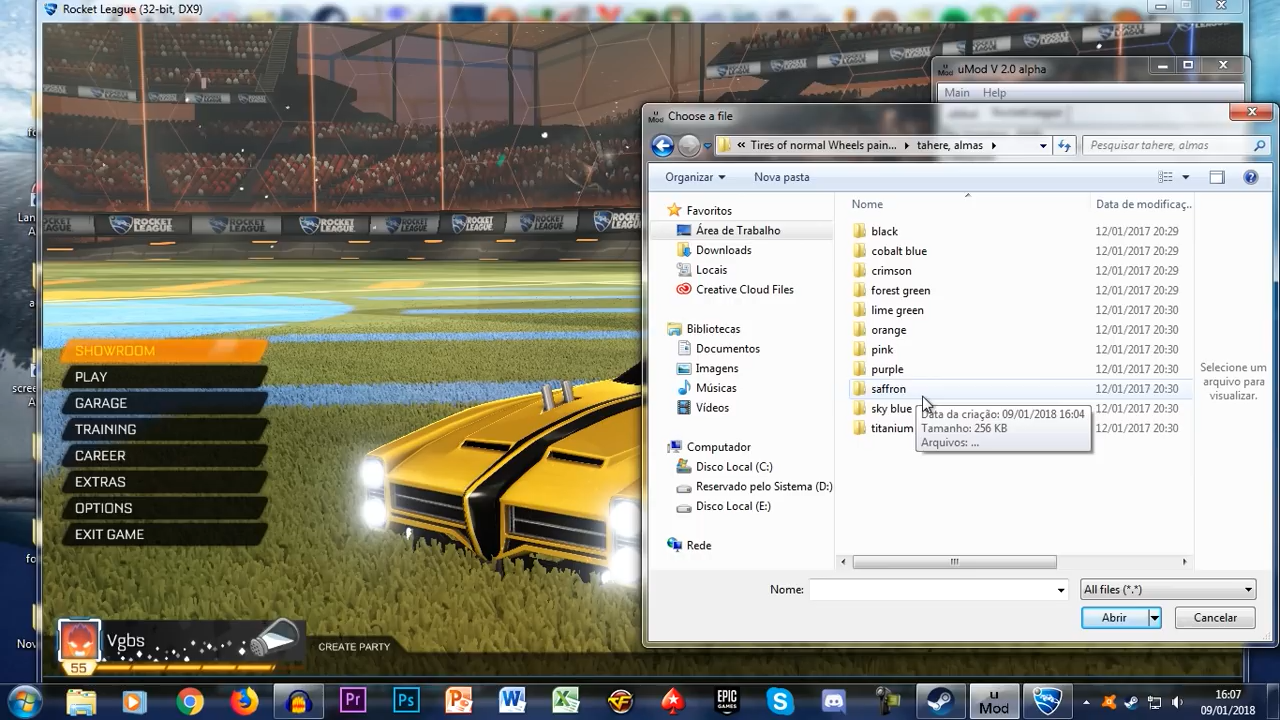 Rocket League (32-bit, DX9)
uMod V 2.0 alpha
Main Help
Choose a file
« Tires of normal Wheels pain... tahere, almas
Pesquisar tahere, almas
Organizar
Nova pasta
Favoritos
Área de Trabalho
Downloads
Locais
Creative Cloud Files
Bibliotecas
Documentos
Imagens
Músicas
Vídeos
Computador
Disco Local (C:)
Reservado pelo Sistema (D:)
Disco Local (E:)
Rede
Nome
Data de modificaç...
black 12/01/2017 20:29
cobalt blue 12/01/2017 20:29
crimson 12/01/2017 20:29
forest green 12/01/2017 20:29
lime green 12/01/2017 20:30
orange 12/01/2017 20:30
pink 12/01/2017 20:30
purple 12/01/2017 20:30
saffron 12/01/2017 20:30
sky blue 12/01/2017 20:30
titanium 12/01/2017 20:30
Data da criação: 09/01/2018 16:04
Tamanho: 256 KB
Arquivos: ...
Selecione um
arquivo para
visualizar.
Nome:
All files (*.*)
Abrir
Cancelar
ROCKET LEAGUE
ROCKET LEAGUE
ROCKET LEAGUE
SHOWROOM
PLAY
GARAGE
TRAINING
CAREER
EXTRAS
OPTIONS
EXIT GAME
Vgbs
55
CREATE PARTY
Pr
Ps
EPIC
GAMES
u
Mod
16:07
09/01/2018